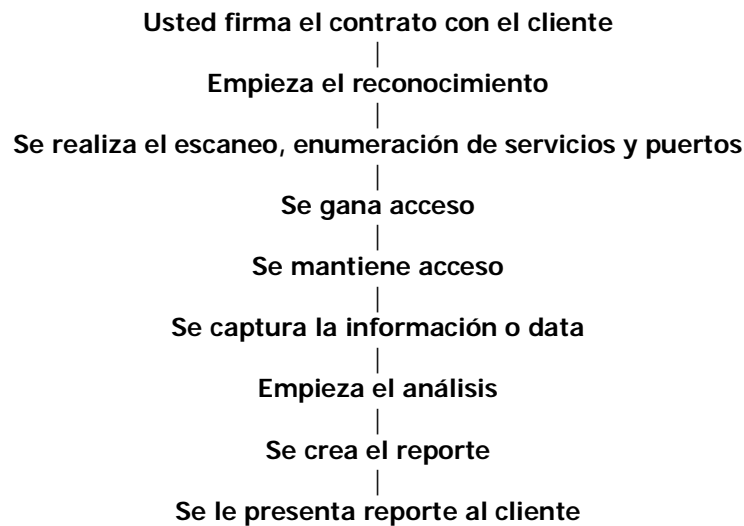 Usted firma el contrato con el cliente
Empieza el reconocimiento
Se realiza el escaneo, enumeración de servicios y puertos
Se gana acceso
Se mantiene acceso
Se captura la información o data
Empieza el análisis
Se crea el reporte
Se le presenta reporte al cliente